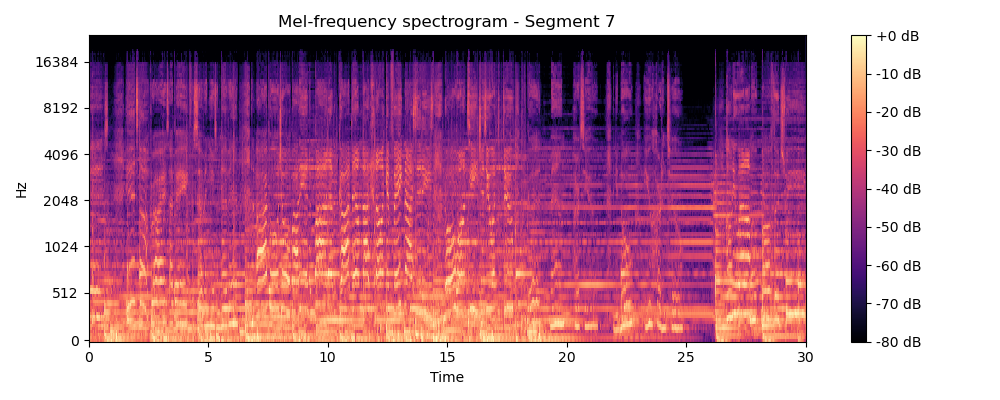 Mel-frequency spectrogram - Segment 7
Hz
16384
8192
4096
2048
1024
512
0
0 5 10 15 20 25 30
Time
+0 dB
-10 dB
-20 dB
-30 dB
-40 dB
-50 dB
-60 dB
-70 dB
-80 dB